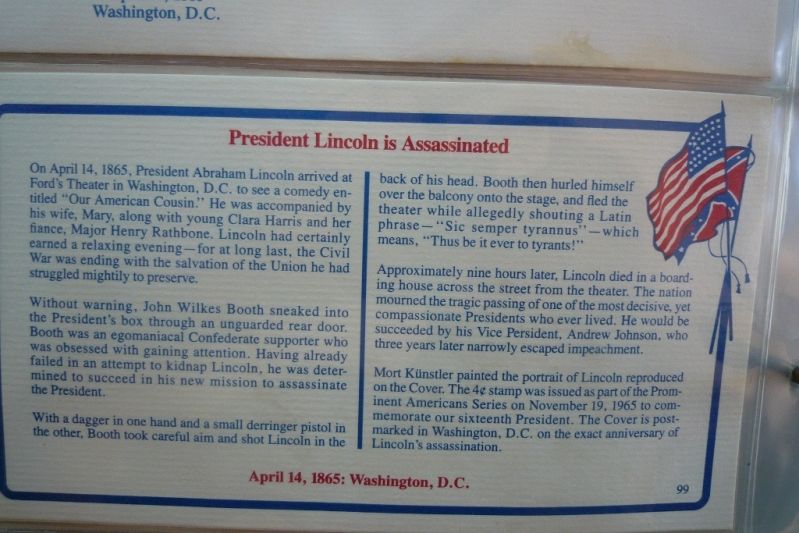 Washington, D.C.
President Lincoln is Assassinated
On April 14, 1865, President Abraham Lincoln arrived at
Ford's Theater in Washington, D.C. to see a comedy en-
titled "Our American Cousin." He was accompanied by
his wife, Mary, along with young Clara Harris and her
fiance, Major Henry Rathbone. Lincoln had certainly
earned a relaxing evening—for at long last, the Civil
War was ending with the salvation of the Union he had
struggled mightily to preserve.
Without warning, John Wilkes Booth sneaked into
the President's box through an unguarded rear door.
Booth was an egomaniacal Confederate supporter who
was obsessed with gaining attention. Having already
failed in an attempt to kidnap Lincoln, he was deter-
mined to succeed in his new mission to assassinate
the President.
With a dagger in one hand and a small derringer pistol in
the other, Booth took careful aim and shot Lincoln in the
back of his head. Booth then hurled himself
over the balcony onto the stage, and fled the
theater while allegedly shouting a Latin
phrase—"Sic semper tyrannus"—which
means, "Thus be it ever to tyrants!"
Approximately nine hours later, Lincoln died in a board-
ing house across the street from the theater. The nation
mourned the tragic passing of one of the most decisive, yet
compassionate Presidents who ever lived. He would be
succeeded by his Vice Persident, Andrew Johnson, who
three years later narrowly escaped impeachment.
Mort Künstler painted the portrait of Lincoln reproduced
on the Cover. The 4¢ stamp was issued as part of the Prom-
inent Americans Series on November 19, 1965 to com-
memorate our sixteenth President. The Cover is post-
marked in Washington, D.C. on the exact anniversary of
Lincoln's assassination.
April 14, 1865: Washington, D.C.
99